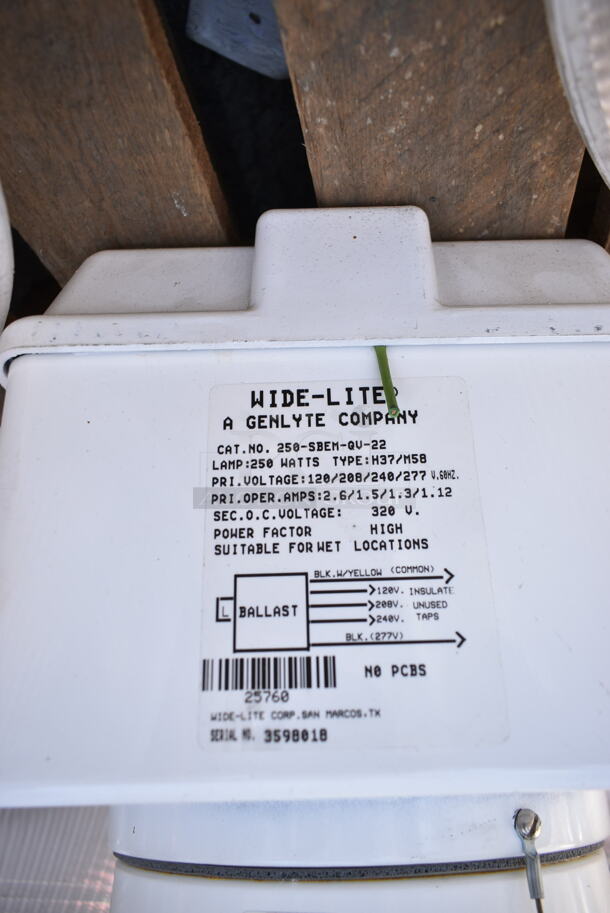 WIDE-LITE®
A GENLYTE COMPANY
CAT.NO. 250-SBEM-QV-22
LAMP:250 WATTS TYPE:H37/M58
PRI.VOLTAGE:120/208/240/277 V.60HZ.
PRI.OPER.AMPS:2.6/1.5/1.3/1.12
SEC.O.C.VOLTAGE: 320 V.
POWER FACTOR HIGH
SUITABLE FOR WET LOCATIONS
BLK.W/YELLOW (COMMON)
120V. INSULATE
L BALLAST 208V. UNUSED
240V. TAPS
BLK.(277V)
NO PCBS
25760
WIDE-LITE CORP.SAN MARCOS.TX
SERIAL NO. 3598018